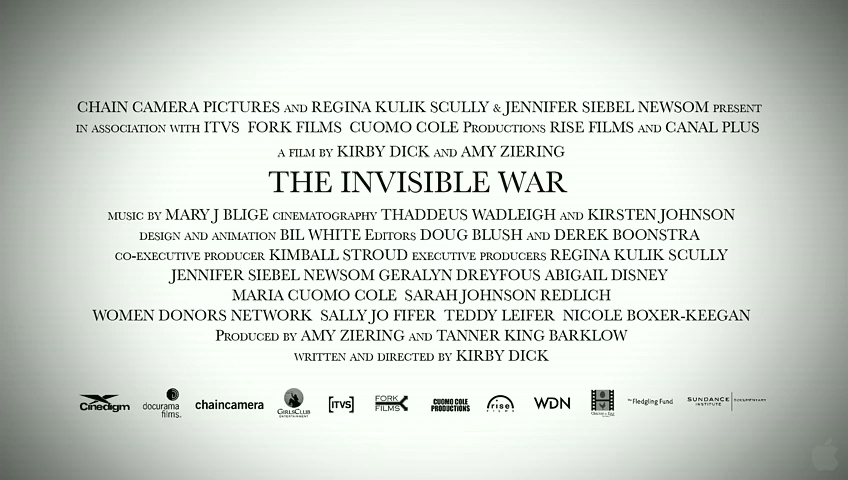 CHAIN CAMERA PICTURES AND REGINA KULIK SCULLY & JENNIFER SIEBEL NEWSOM PRESENT
IN ASSOCIATION WITH ITVS FORK FILMS CUOMO COLE PRODUCTIONS RISE FILMS AND CANAL PLUS
A FILM BY KIRBY DICK AND AMY ZIERING
THE INVISIBLE WAR
MUSIC BY MARY J BLIGE CINEMATOGRAPHY THADDEUS WADLEIGH AND KIRSTEN JOHNSON
DESIGN AND ANIMATION BIL WHITE EDITORS DOUG BLUSH AND DEREK BOONSTRA
CO-EXECUTIVE PRODUCER KIMBALL STROUD EXECUTIVE PRODUCERS REGINA KULIK SCULLY
JENNIFER SIEBEL NEWSOM GERALYN DREYFOUS ABIGAIL DISNEY
MARIA CUOMO COLE SARAH JOHNSON REDLICH
WOMEN DONORS NETWORK SALLY JO FIFER TEDDY LEIFER NICOLE BOXER-KEEGAN
PRODUCED BY AMY ZIERING AND TANNER KING BARKLOW
WRITTEN AND DIRECTED BY KIRBY DICK
Cinedigm docurama films. chaincamera GIRLSCLUB ENTERTAINMENT [ITVS] FORK FILMS CUOMO COLE PRODUCTIONS rise FILMS WDN The Fledgling Fund SUNDANCE INSTITUTE DOCUMENTARY